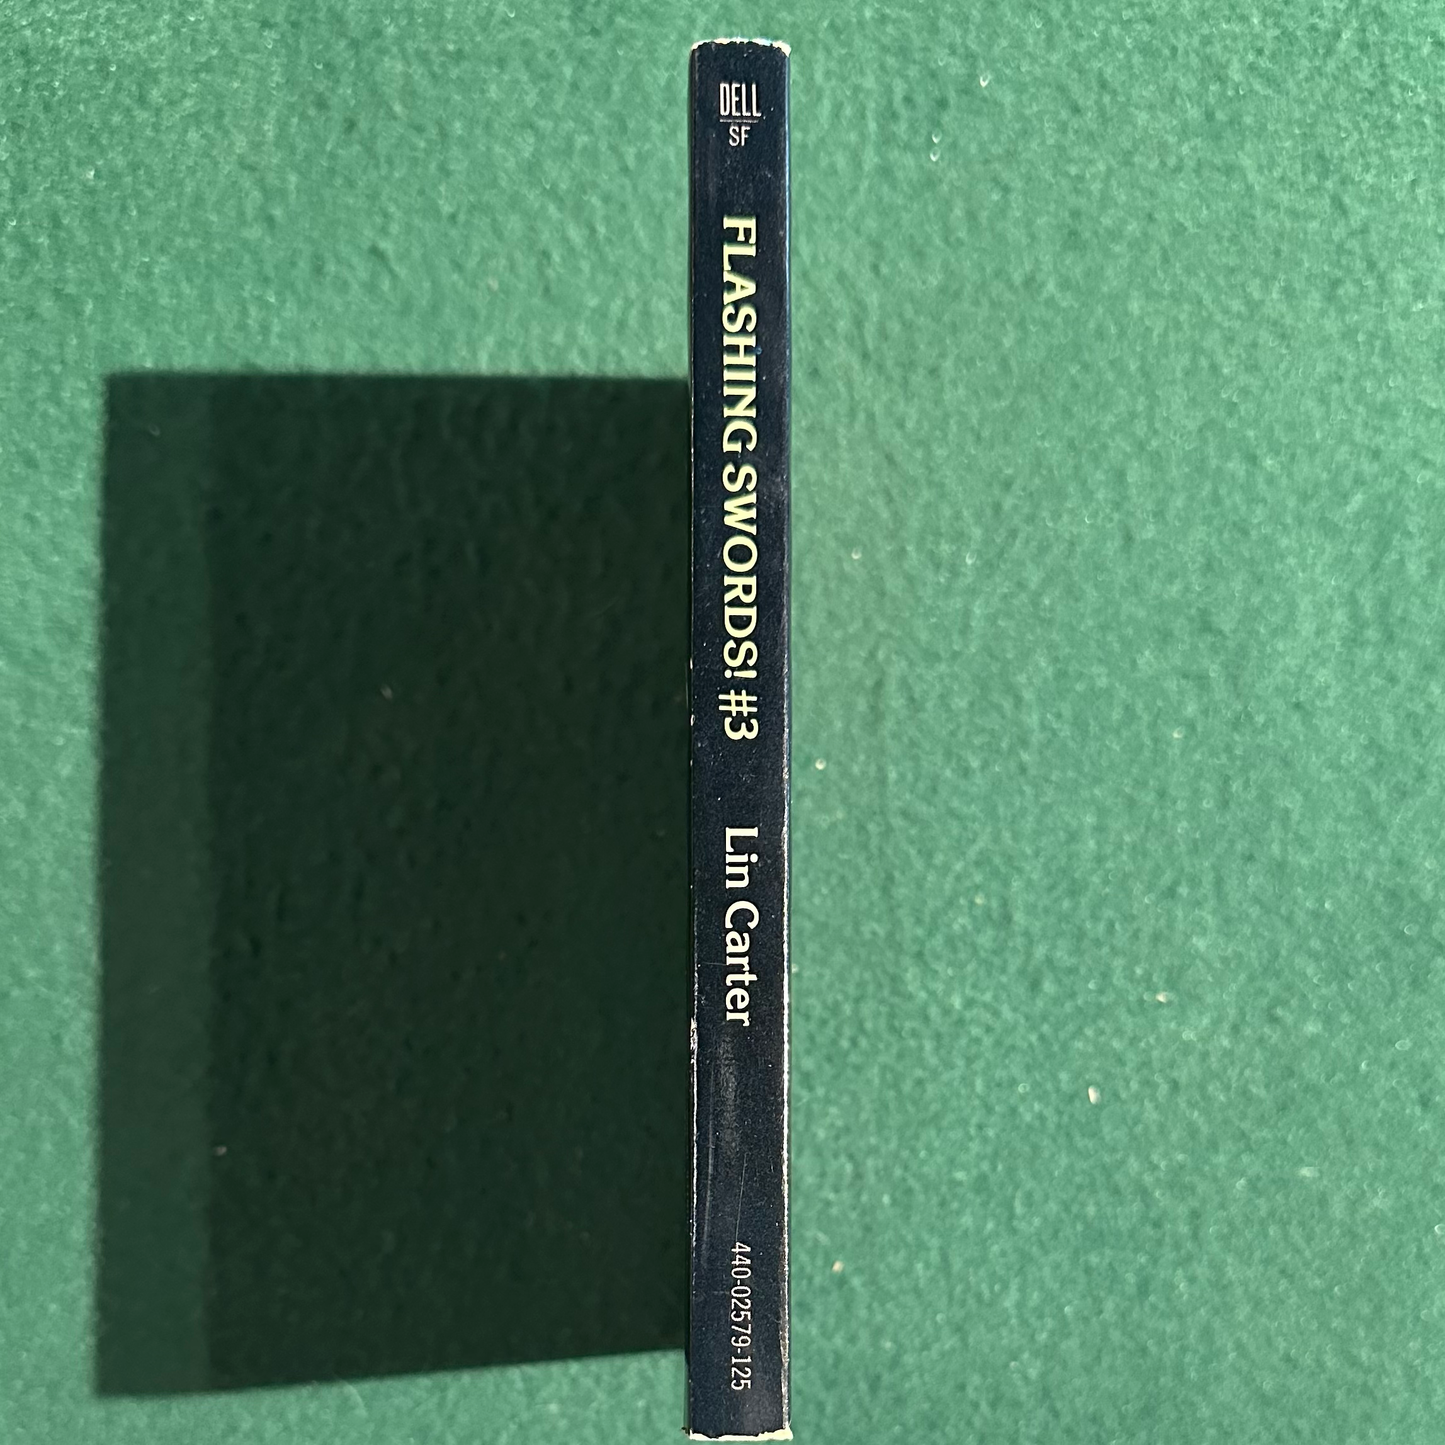 DELL
SF
FLASHING SWORDS! #3
Lin Carter
440-02579-125